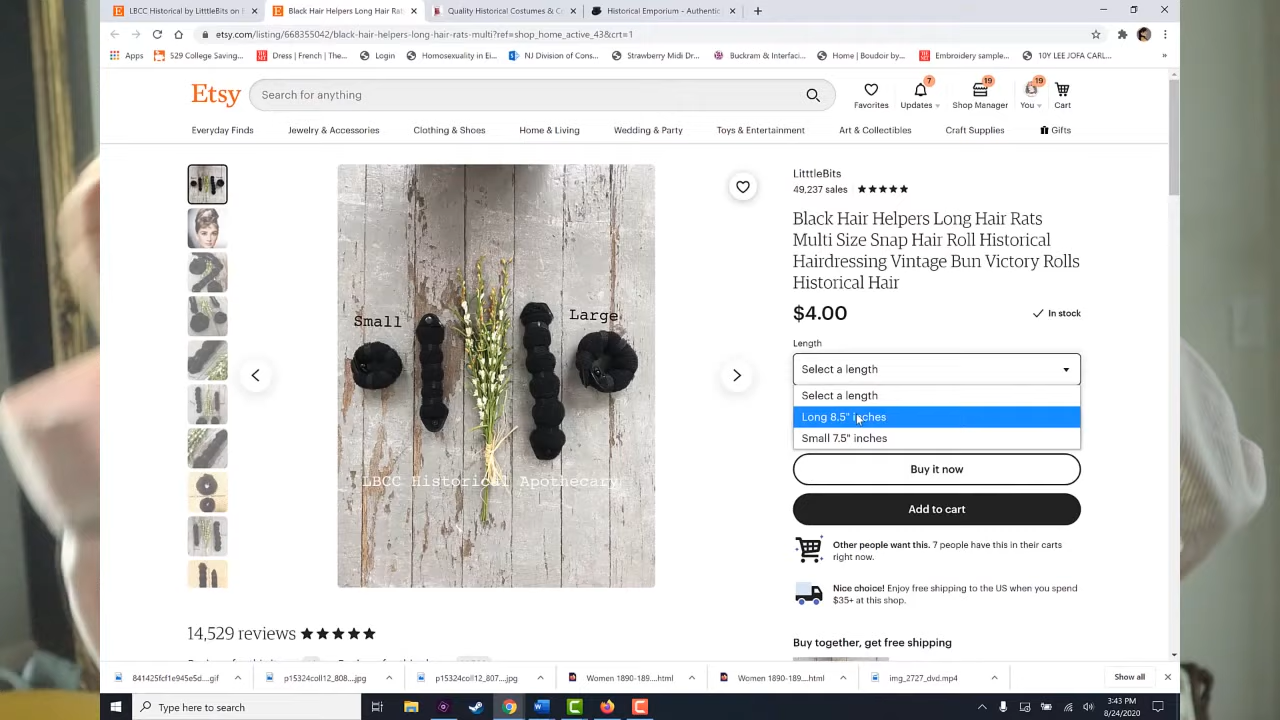 LBCC Historical by LitttleBits on E
Black Hair Helpers Long Hair Rat
Quality Historical Costumes & Co
Historical Emporium - Authentic
etsy.com/listing/668355042/black-hair-helpers-long-hair-rats-multi?ref=shop_home_active_43&crt=1
Apps
529 College Saving...
Dress | French | The...
Login
Homosexuality in Ei...
NJ Division of Cons...
Strawberry Midi Dr...
Buckram & Interfaci...
Home | Boudoir by...
Embroidery sample...
10Y LEE JOFA CARL...
Etsy
Search for anything
7
19
19
Favorites
Updates
Shop Manager
You
Cart
Everyday Finds
Jewelry & Accessories
Clothing & Shoes
Home & Living
Wedding & Party
Toys & Entertainment
Art & Collectibles
Craft Supplies
Gifts
Small
Large
LBCC Historical Apothecary
LitttleBits
49,237 sales
Black Hair Helpers Long Hair Rats
Multi Size Snap Hair Roll Historical
Hairdressing Vintage Bun Victory Rolls
Historical Hair
$4.00
In stock
Length
Select a length
Select a length
Long 8.5" inches
Small 7.5" inches
Buy it now
Add to cart
Other people want this. 7 people have this in their carts
right now.
Nice choice! Enjoy free shipping to the US when you spend
$35+ at this shop.
14,529 reviews
Buy together, get free shipping
841425fcf1e945e5d....gif
p15324coll12_808....jpg
p15324coll12_807....jpg
Women 1890-189....html
Women 1890-189....html
img_2727_dvd.mp4
Show all
Type here to search
3:43 PM
8/24/2020